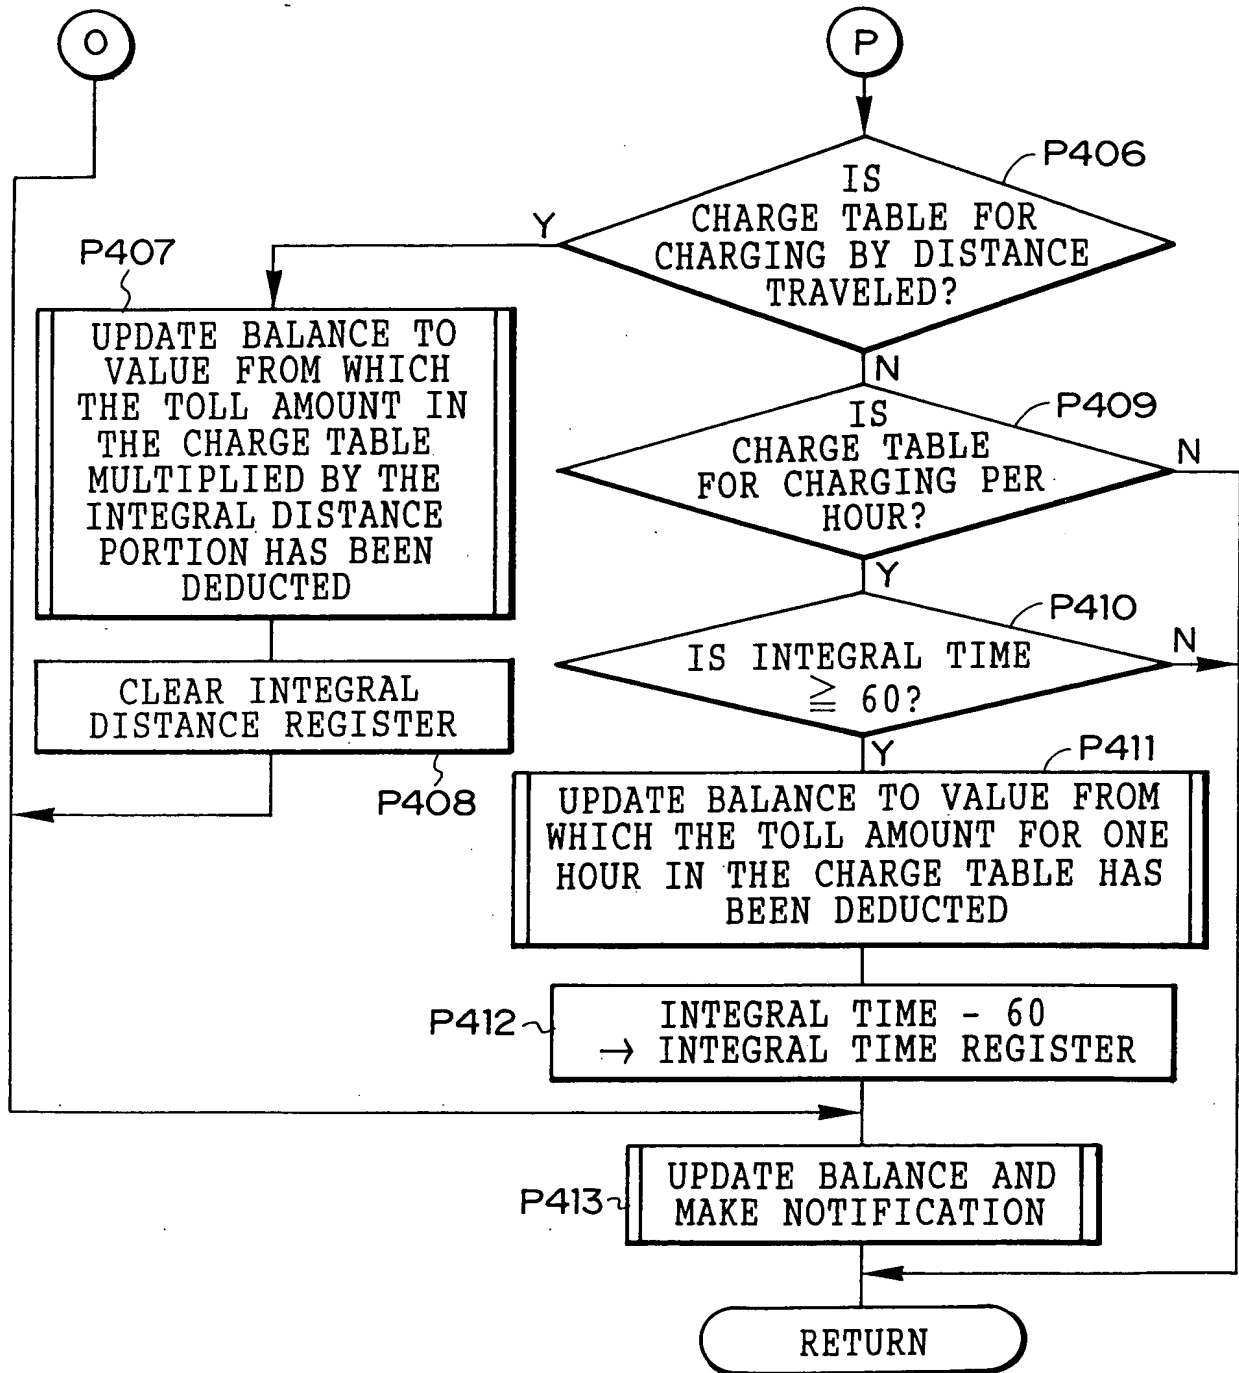 O
P
P406
IS
CHARGE TABLE FOR
CHARGING BY DISTANCE
TRAVELED?
Y
N
P407
UPDATE BALANCE TO
VALUE FROM WHICH
THE TOLL AMOUNT IN
THE CHARGE TABLE
MULTIPLIED BY THE
INTEGRAL DISTANCE
PORTION HAS BEEN
DEDUCTED
CLEAR INTEGRAL
DISTANCE REGISTER
P408
P409
IS
CHARGE TABLE
FOR CHARGING PER
HOUR?
N
Y
P410
IS INTEGRAL TIME
≧ 60?
N
Y
P411
UPDATE BALANCE TO VALUE FROM
WHICH THE TOLL AMOUNT FOR ONE
HOUR IN THE CHARGE TABLE HAS
BEEN DEDUCTED
P412
INTEGRAL TIME - 60
→ INTEGRAL TIME REGISTER
P413
UPDATE BALANCE AND
MAKE NOTIFICATION
RETURN